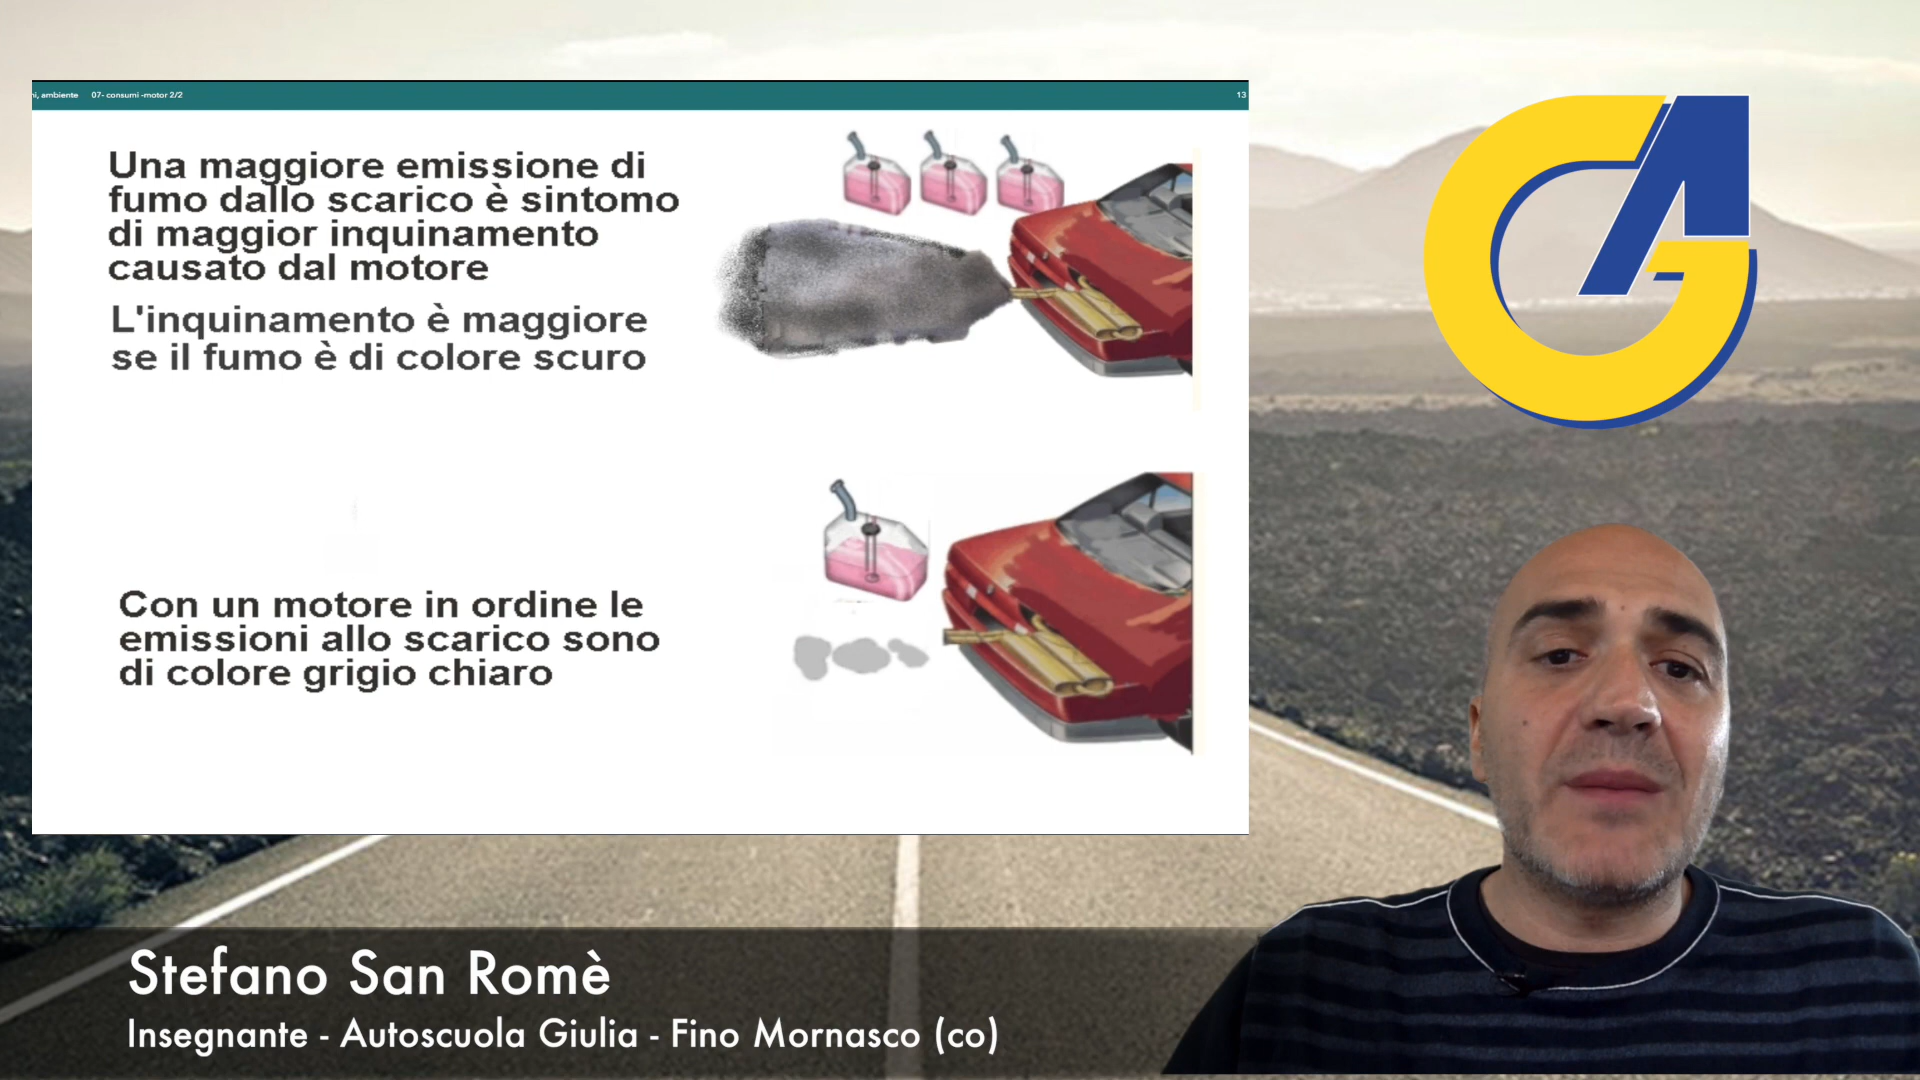 ni, ambiente 07- consumi -motor 2/2 13
Una maggiore emissione di
fumo dallo scarico è sintomo
di maggior inquinamento
causato dal motore
L'inquinamento è maggiore
se il fumo è di colore scuro
Con un motore in ordine le
emissioni allo scarico sono
di colore grigio chiaro
Stefano San Romè
Insegnante - Autoscuola Giulia - Fino Mornasco (co)